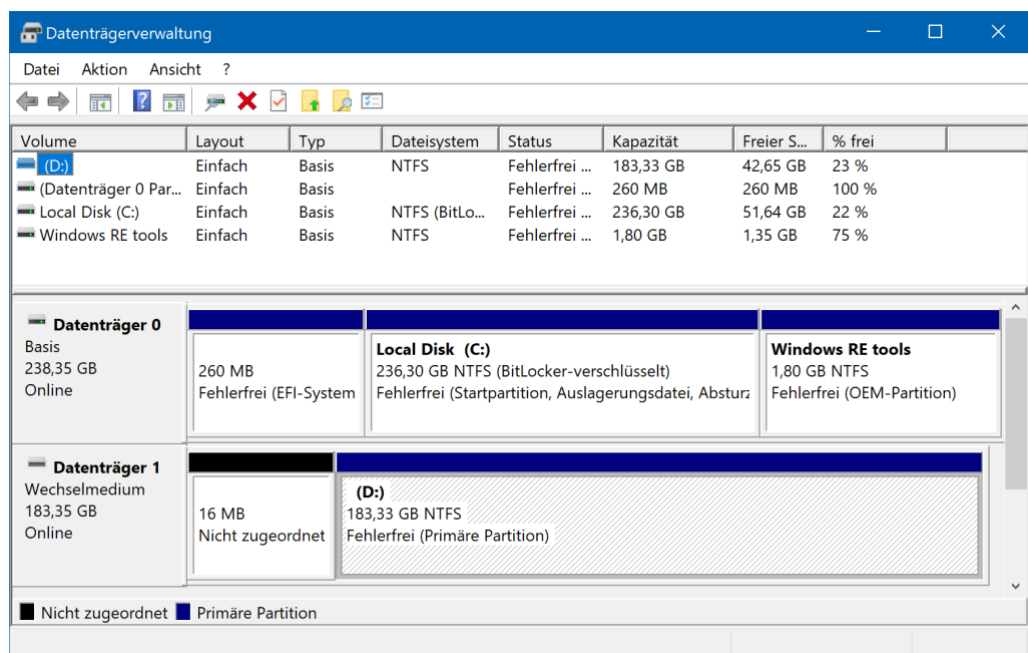 Datenträgerverwaltung
Datei Aktion Ansicht ?
Volume Layout Typ Dateisystem Status Kapazität Freier S... % frei
(D:) Einfach Basis NTFS Fehlerfrei ... 183,33 GB 42,65 GB 23 %
(Datenträger 0 Par... Einfach Basis Fehlerfrei ... 260 MB 260 MB 100 %
Local Disk (C:) Einfach Basis NTFS (BitLo... Fehlerfrei ... 236,30 GB 51,64 GB 22 %
Windows RE tools Einfach Basis NTFS Fehlerfrei ... 1,80 GB 1,35 GB 75 %
Datenträger 0
Basis
238,35 GB
Online
260 MB
Fehlerfrei (EFI-System
Local Disk (C:)
236,30 GB NTFS (BitLocker-verschlüsselt)
Fehlerfrei (Startpartition, Auslagerungsdatei, Absturz
Windows RE tools
1,80 GB NTFS
Fehlerfrei (OEM-Partition)
Datenträger 1
Wechselmedium
183,35 GB
Online
16 MB
Nicht zugeordnet
(D:)
183,33 GB NTFS
Fehlerfrei (Primäre Partition)
Nicht zugeordnet Primäre Partition